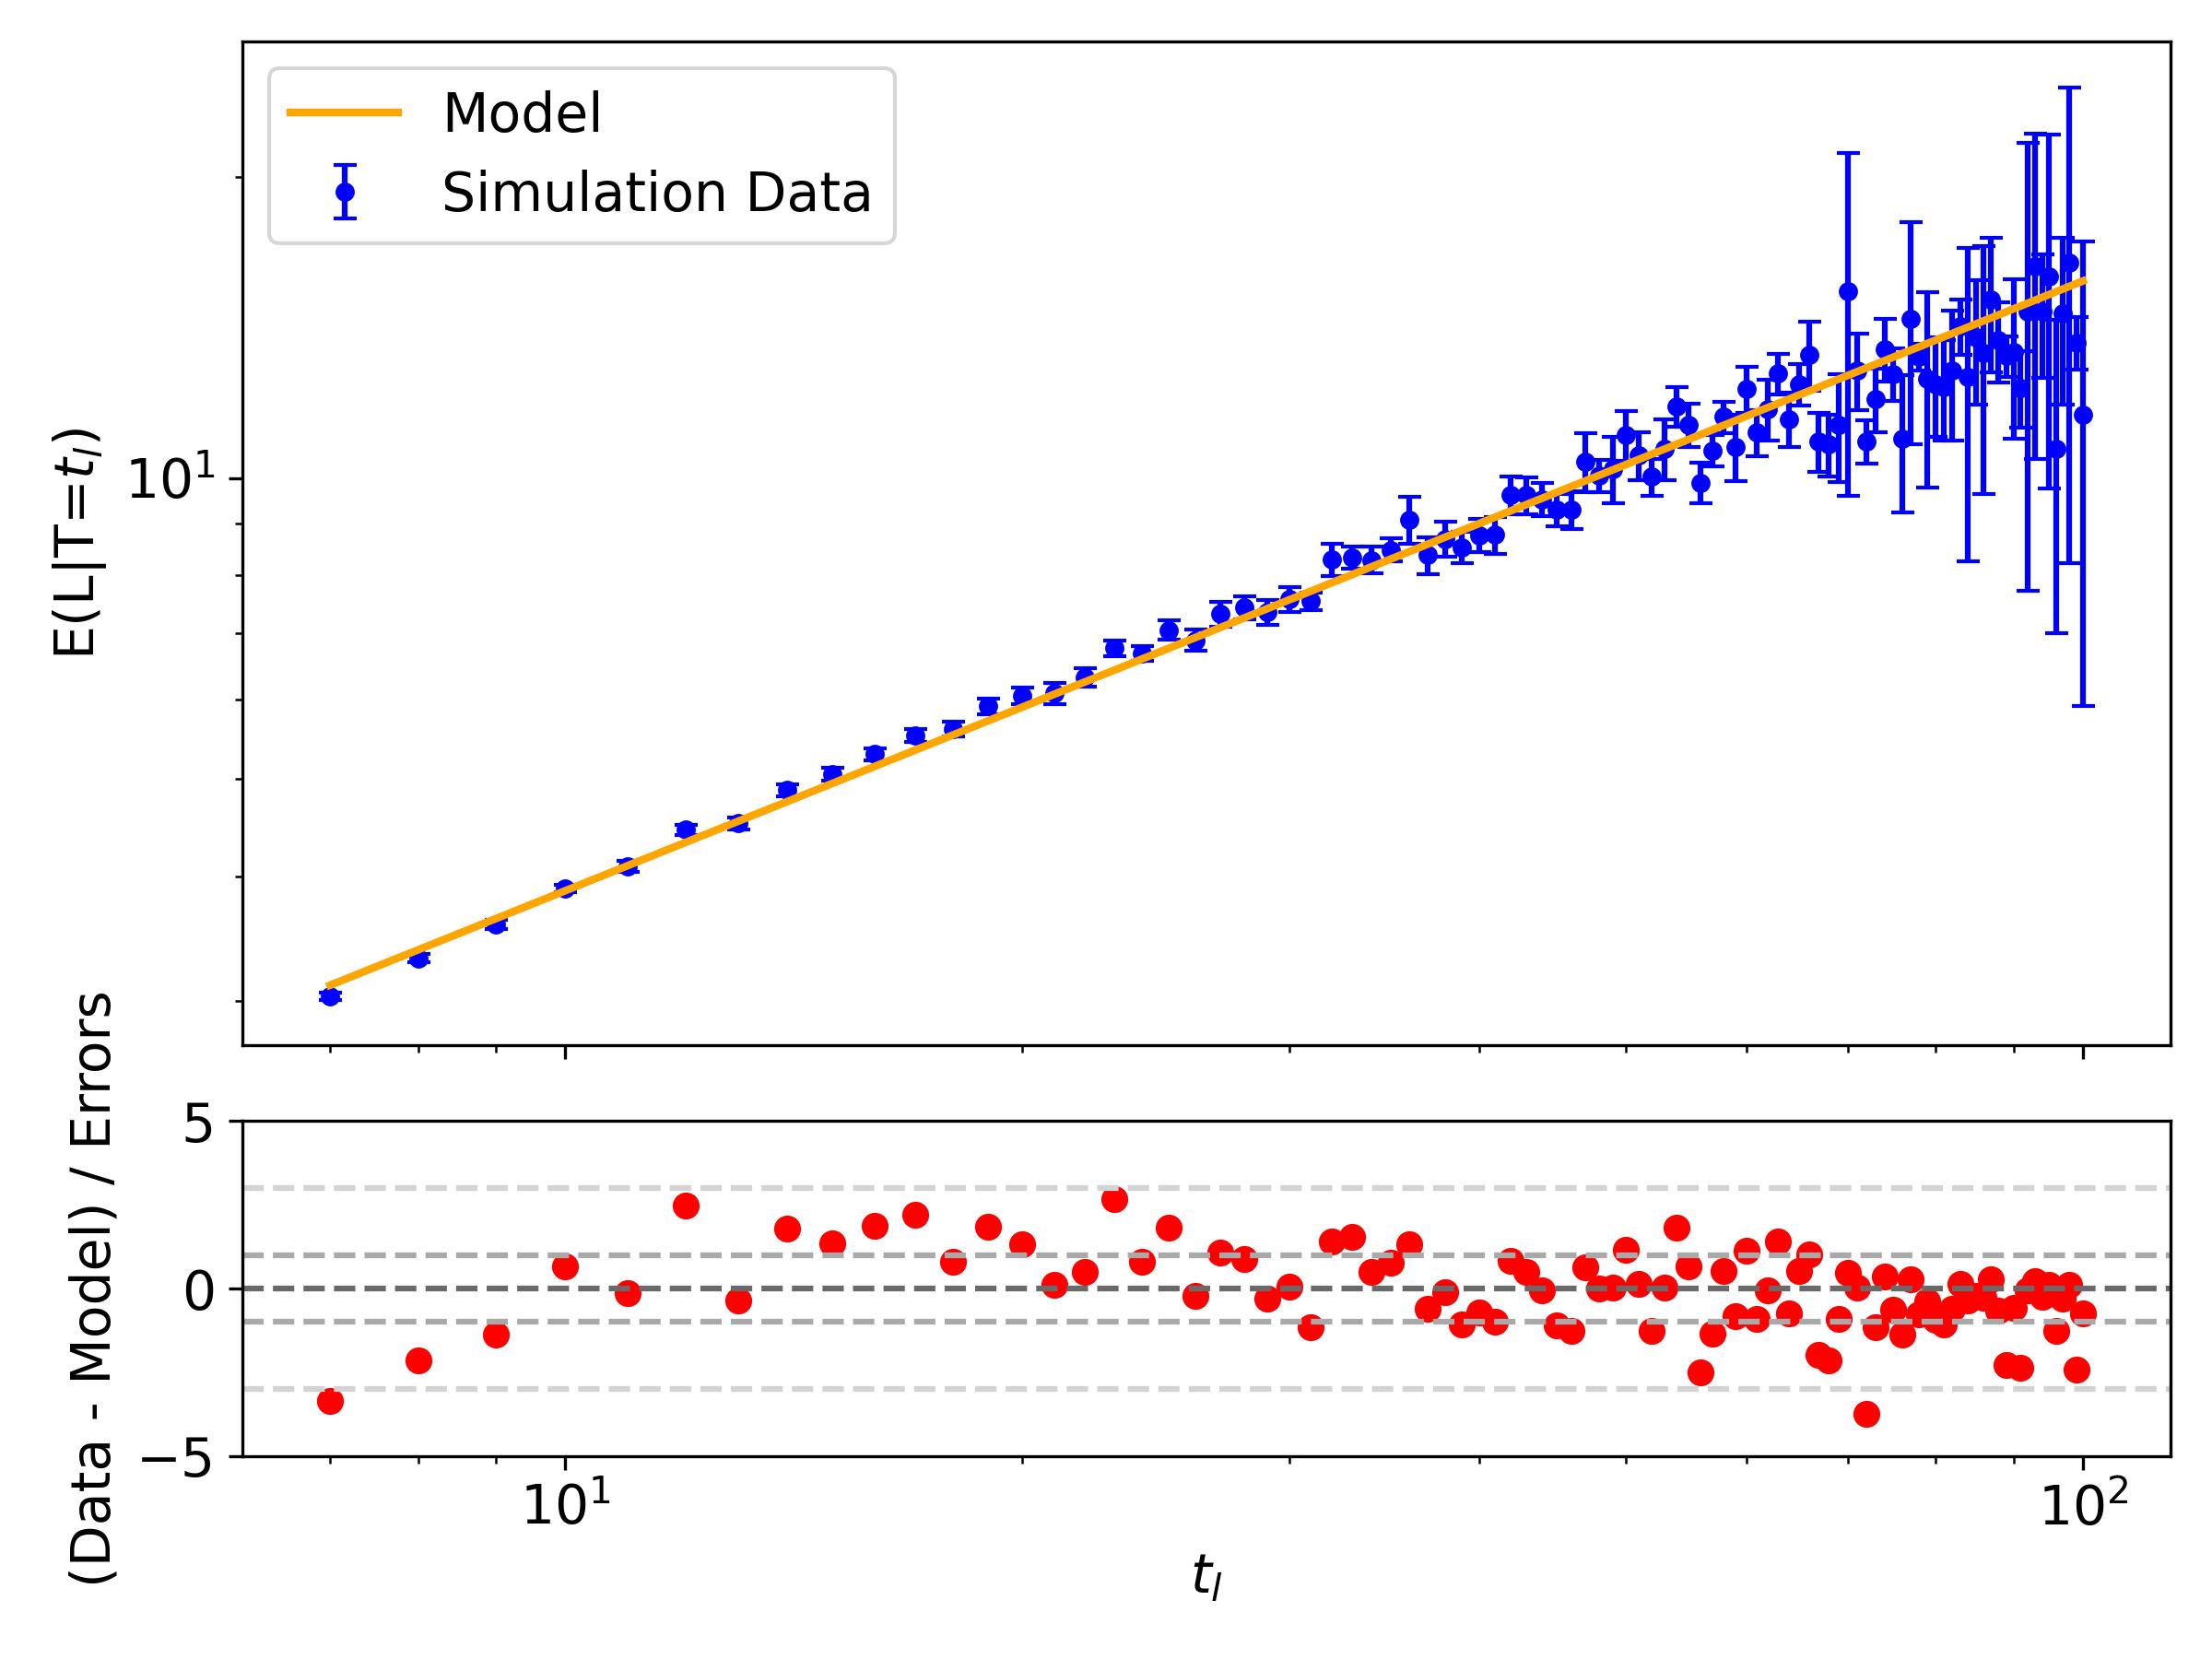 Model
Simulation Data
E(L|T=tₗ)
10¹
(Data - Model) / Errors
5
0
−5
10¹
10²
tₗ